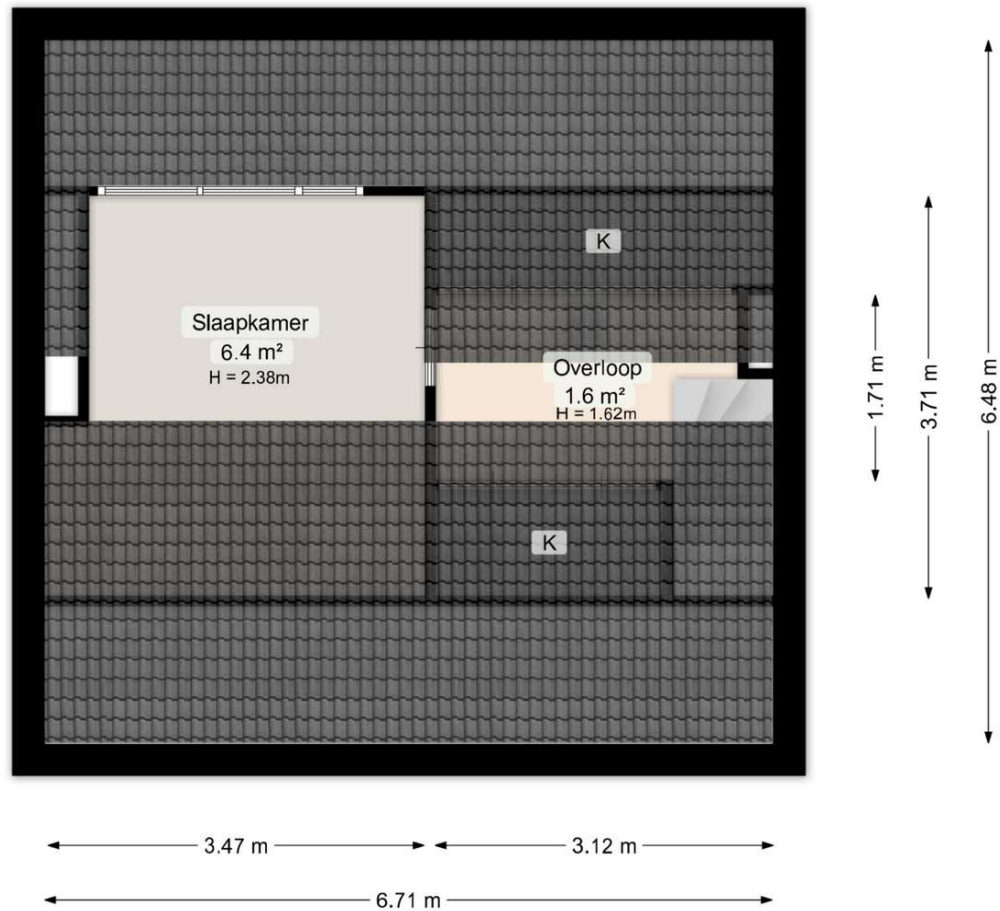 K
Slaapkamer
6.4 m²
H = 2.38m
Overloop
1.6 m²
H = 1.62m
K
1.71 m
3.71 m
6.48 m
3.47 m
3.12 m
6.71 m